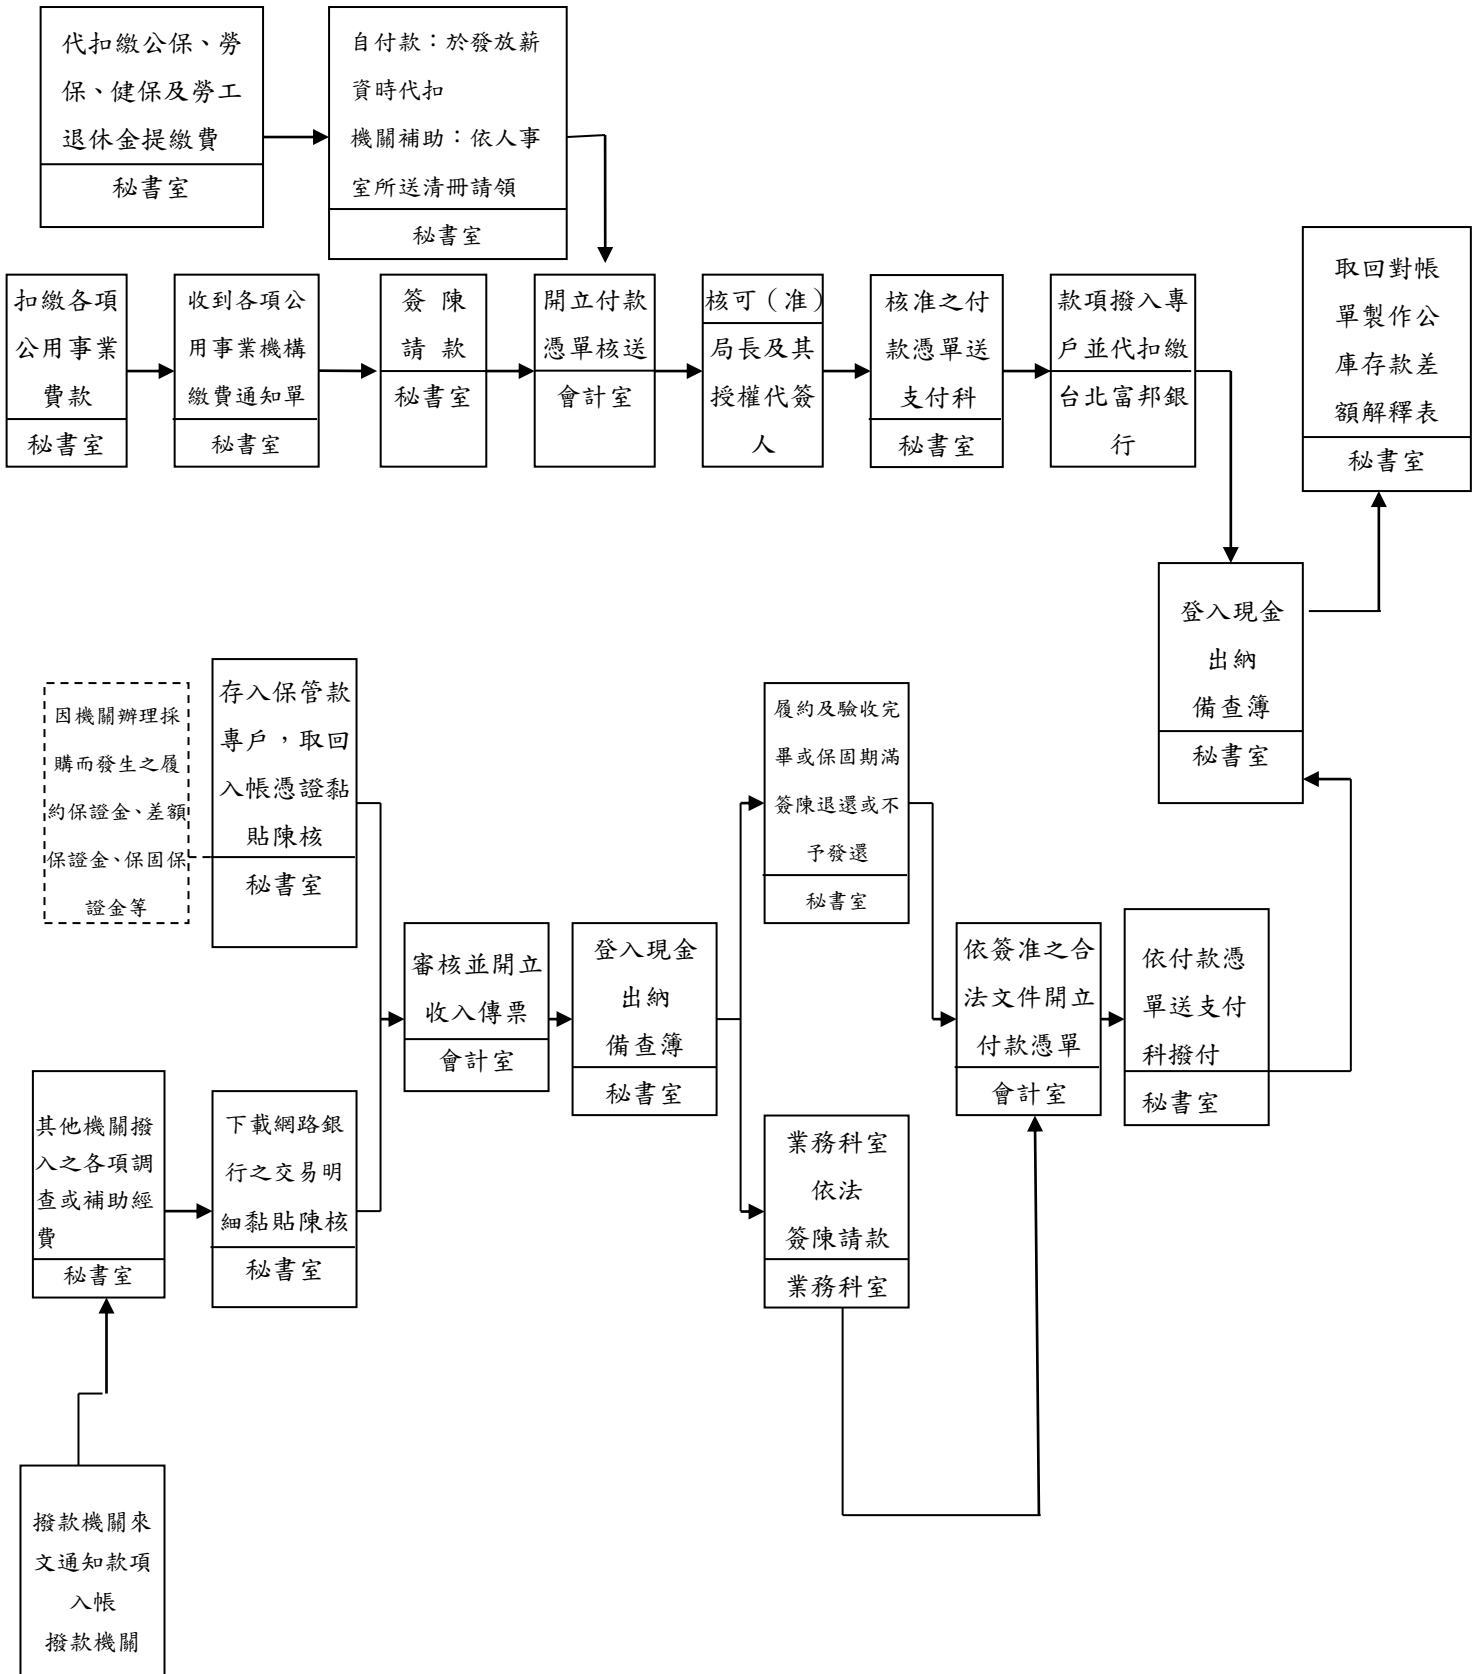 代扣繳公保、勞
保、健保及勞工
退休金提繳費
秘書室
自付款：於發放薪
資時代扣
機關補助：依人事
室所送清冊請領
秘書室
扣繳各項
公用事業
費款
秘書室
收到各項公
用事業機構
繳費通知單
秘書室
簽 陳
請 款
秘書室
開立付款
憑單核送
會計室
核可（准）
局長及其
授權代簽
人
核准之付
款憑單送
支付科
秘書室
款項撥入專
戶並代扣繳
台北富邦銀
行
取回對帳
單製作公
庫存款差
額解釋表
秘書室
登入現金
出納
備查簿
秘書室
因機關辦理採
購而發生之履
約保證金、差額
保證金、保固保
證金等
存入保管款
專戶，取回
入帳憑證黏
貼陳核
秘書室
審核並開立
收入傳票
會計室
登入現金
出納
備查簿
秘書室
履約及驗收完
畢或保固期滿
簽陳退還或不
予發還
秘書室
依簽准之合
法文件開立
付款憑單
會計室
依付款憑
單送支付
科撥付
秘書室
其他機關撥
入之各項調
查或補助經
費
秘書室
下載網路銀
行之交易明
細黏貼陳核
秘書室
業務科室
依法
簽陳請款
業務科室
撥款機關來
文通知款項
入帳
撥款機關